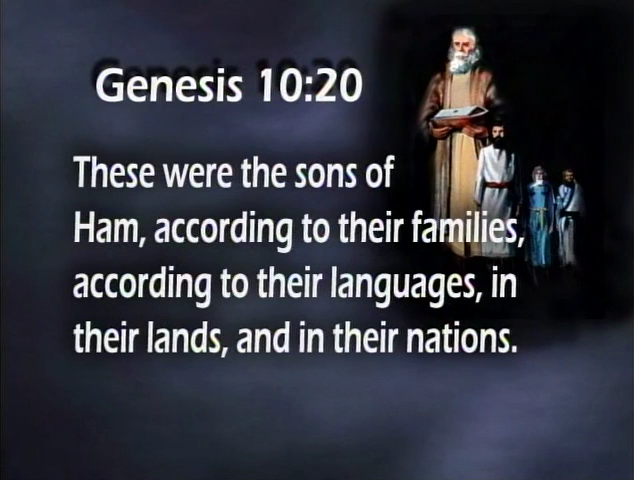 Genesis 10:20
These were the sons of
Ham, according to their families,
according to their languages, in
their lands, and in their nations.